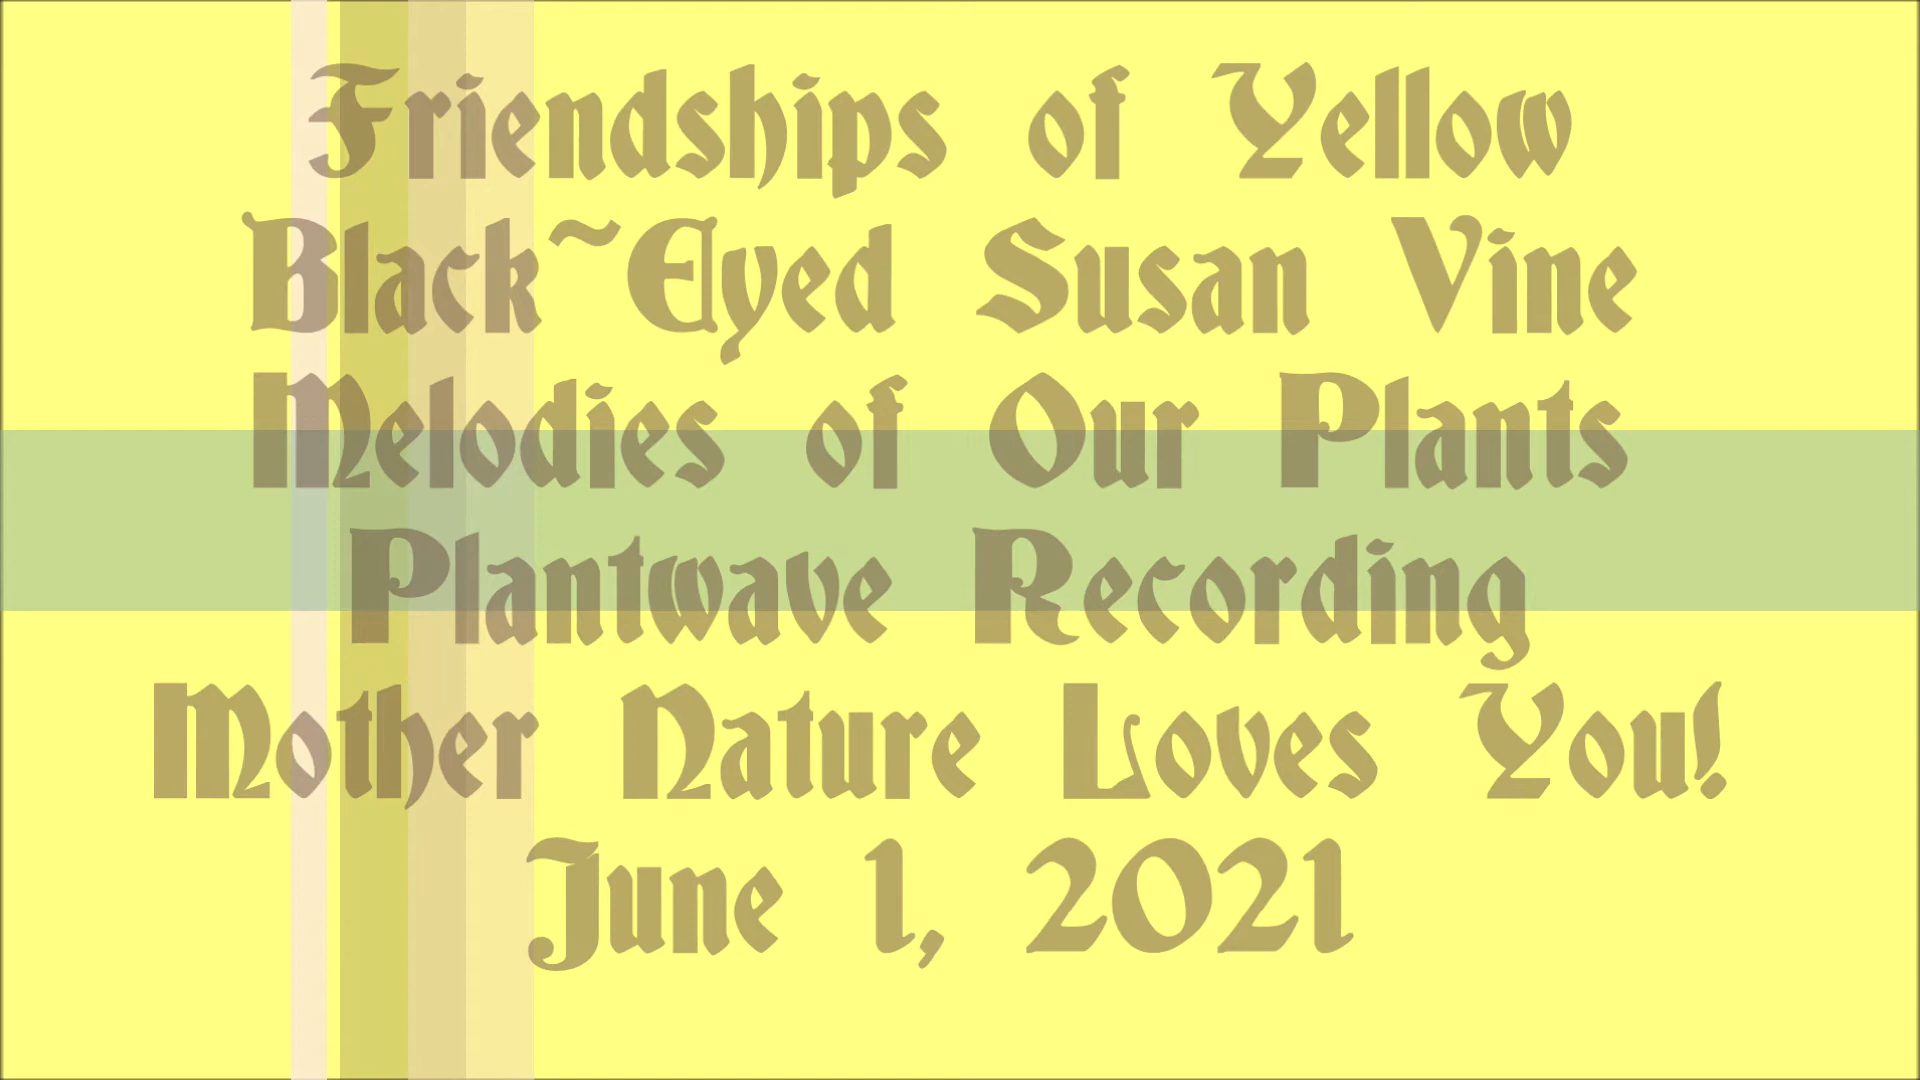 Friendships of Yellow
Black~Eyed Susan Vine
Melodies of Our Plants
Plantwave Recording
Mother Nature Loves You!
June 1, 2021